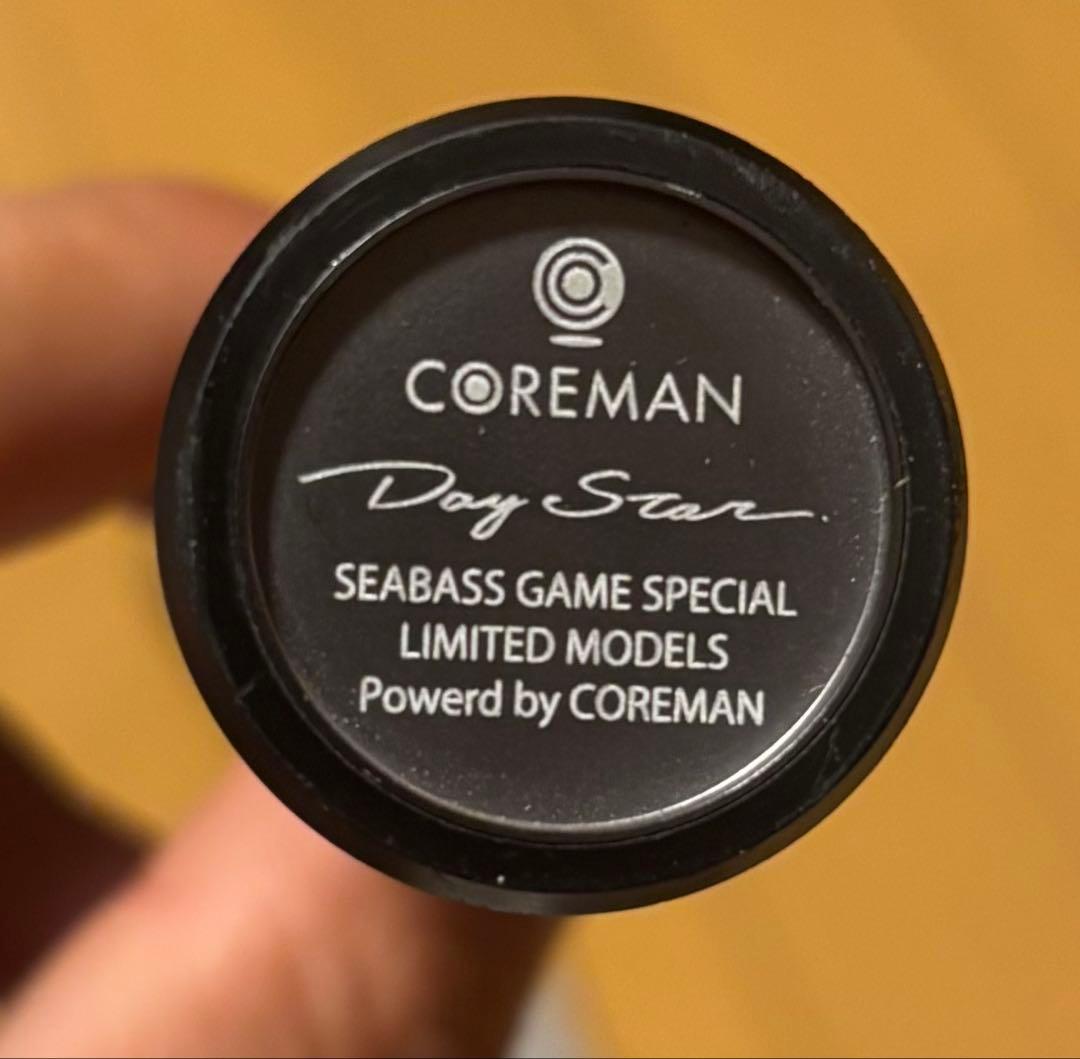 COREMAN
Day Star
SEABASS GAME SPECIAL
LIMITED MODELS
Powerd by COREMAN